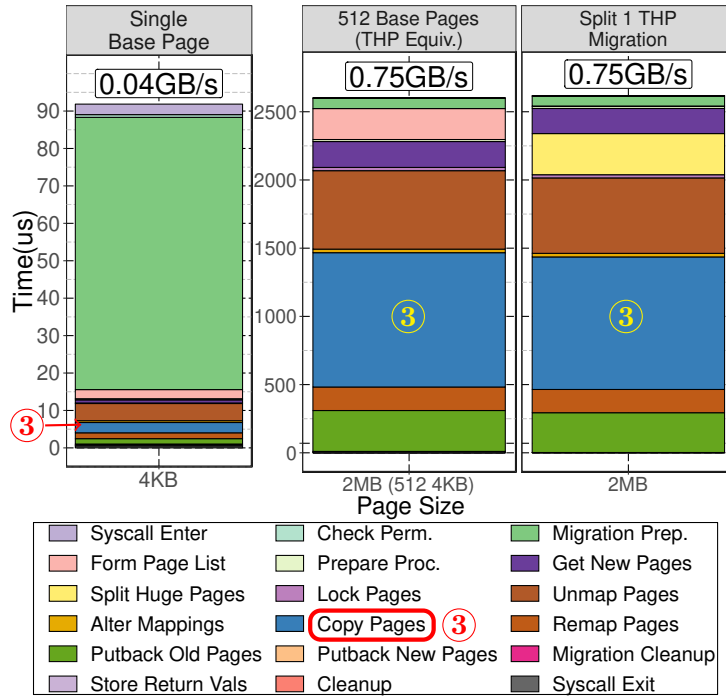 Single
Base Page
512 Base Pages
(THP Equiv.)
Split 1 THP
Migration
0.04GB/s
0.75GB/s
0.75GB/s
Time(us)
90
80
70
60
50
40
30
20
10
0
2500
2000
1500
1000
500
0
3
3
3
4KB
2MB (512 4KB)
2MB
Page Size
Syscall Enter
Check Perm.
Migration Prep.
Form Page List
Prepare Proc.
Get New Pages
Split Huge Pages
Lock Pages
Unmap Pages
Alter Mappings
Copy Pages 3
Remap Pages
Putback Old Pages
Putback New Pages
Migration Cleanup
Store Return Vals
Cleanup
Syscall Exit